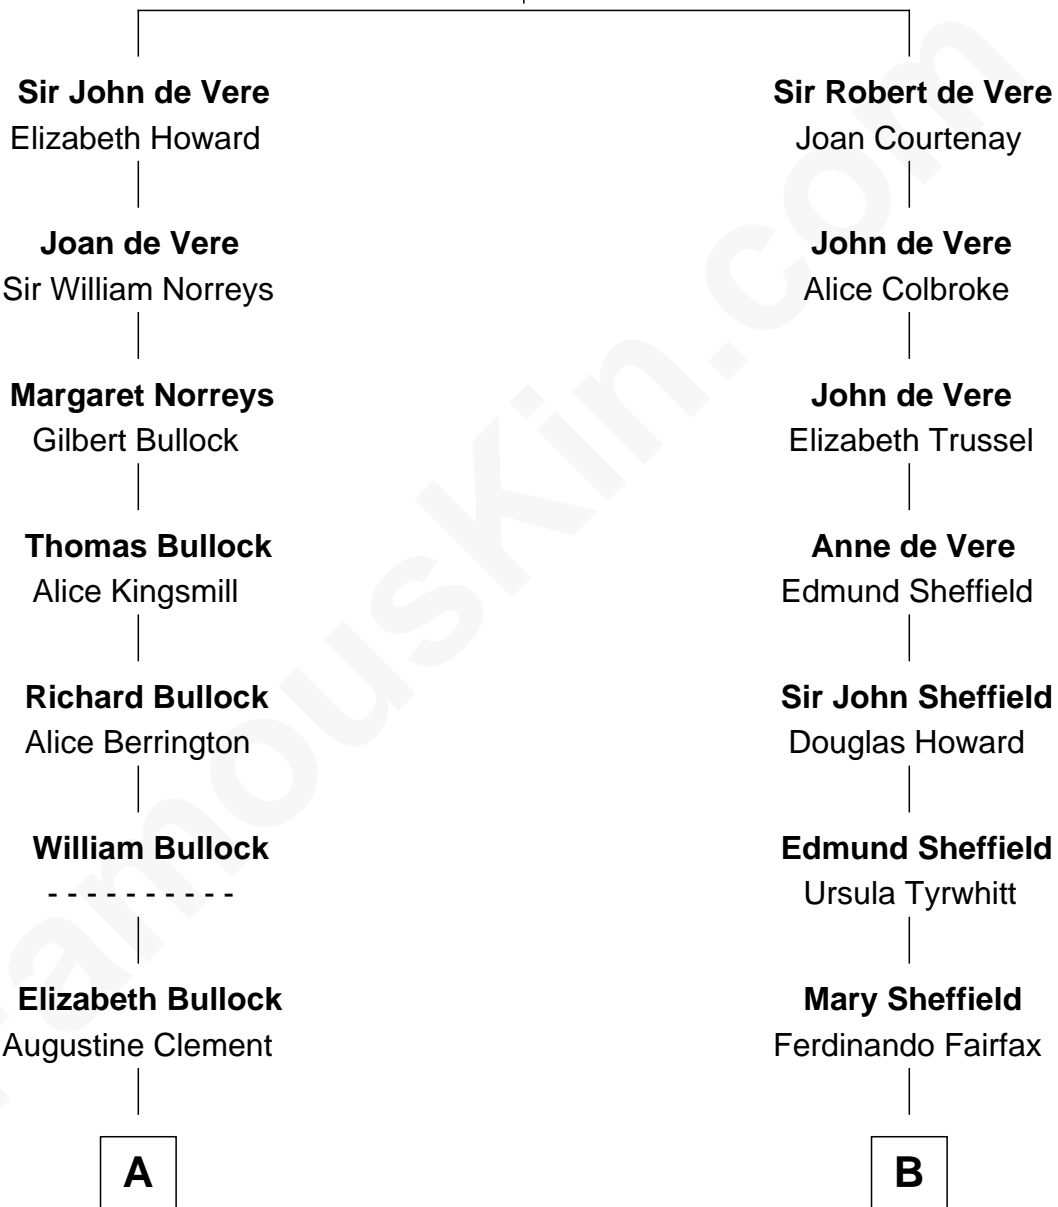 Sir John de Vere
Elizabeth Howard
Joan de Vere
Sir William Norreys
Margaret Norreys
Gilbert Bullock
Thomas Bullock
Alice Kingsmill
Richard Bullock
Alice Berrington
William Bullock
- - - - - - - - - -
Elizabeth Bullock
Augustine Clement
A
Sir Robert de Vere
Joan Courtenay
John de Vere
Alice Colbroke
John de Vere
Elizabeth Trussel
Anne de Vere
Edmund Sheffield
Sir John Sheffield
Douglas Howard
Edmund Sheffield
Ursula Tyrwhitt
Mary Sheffield
Ferdinando Fairfax
B
FamousKin.com